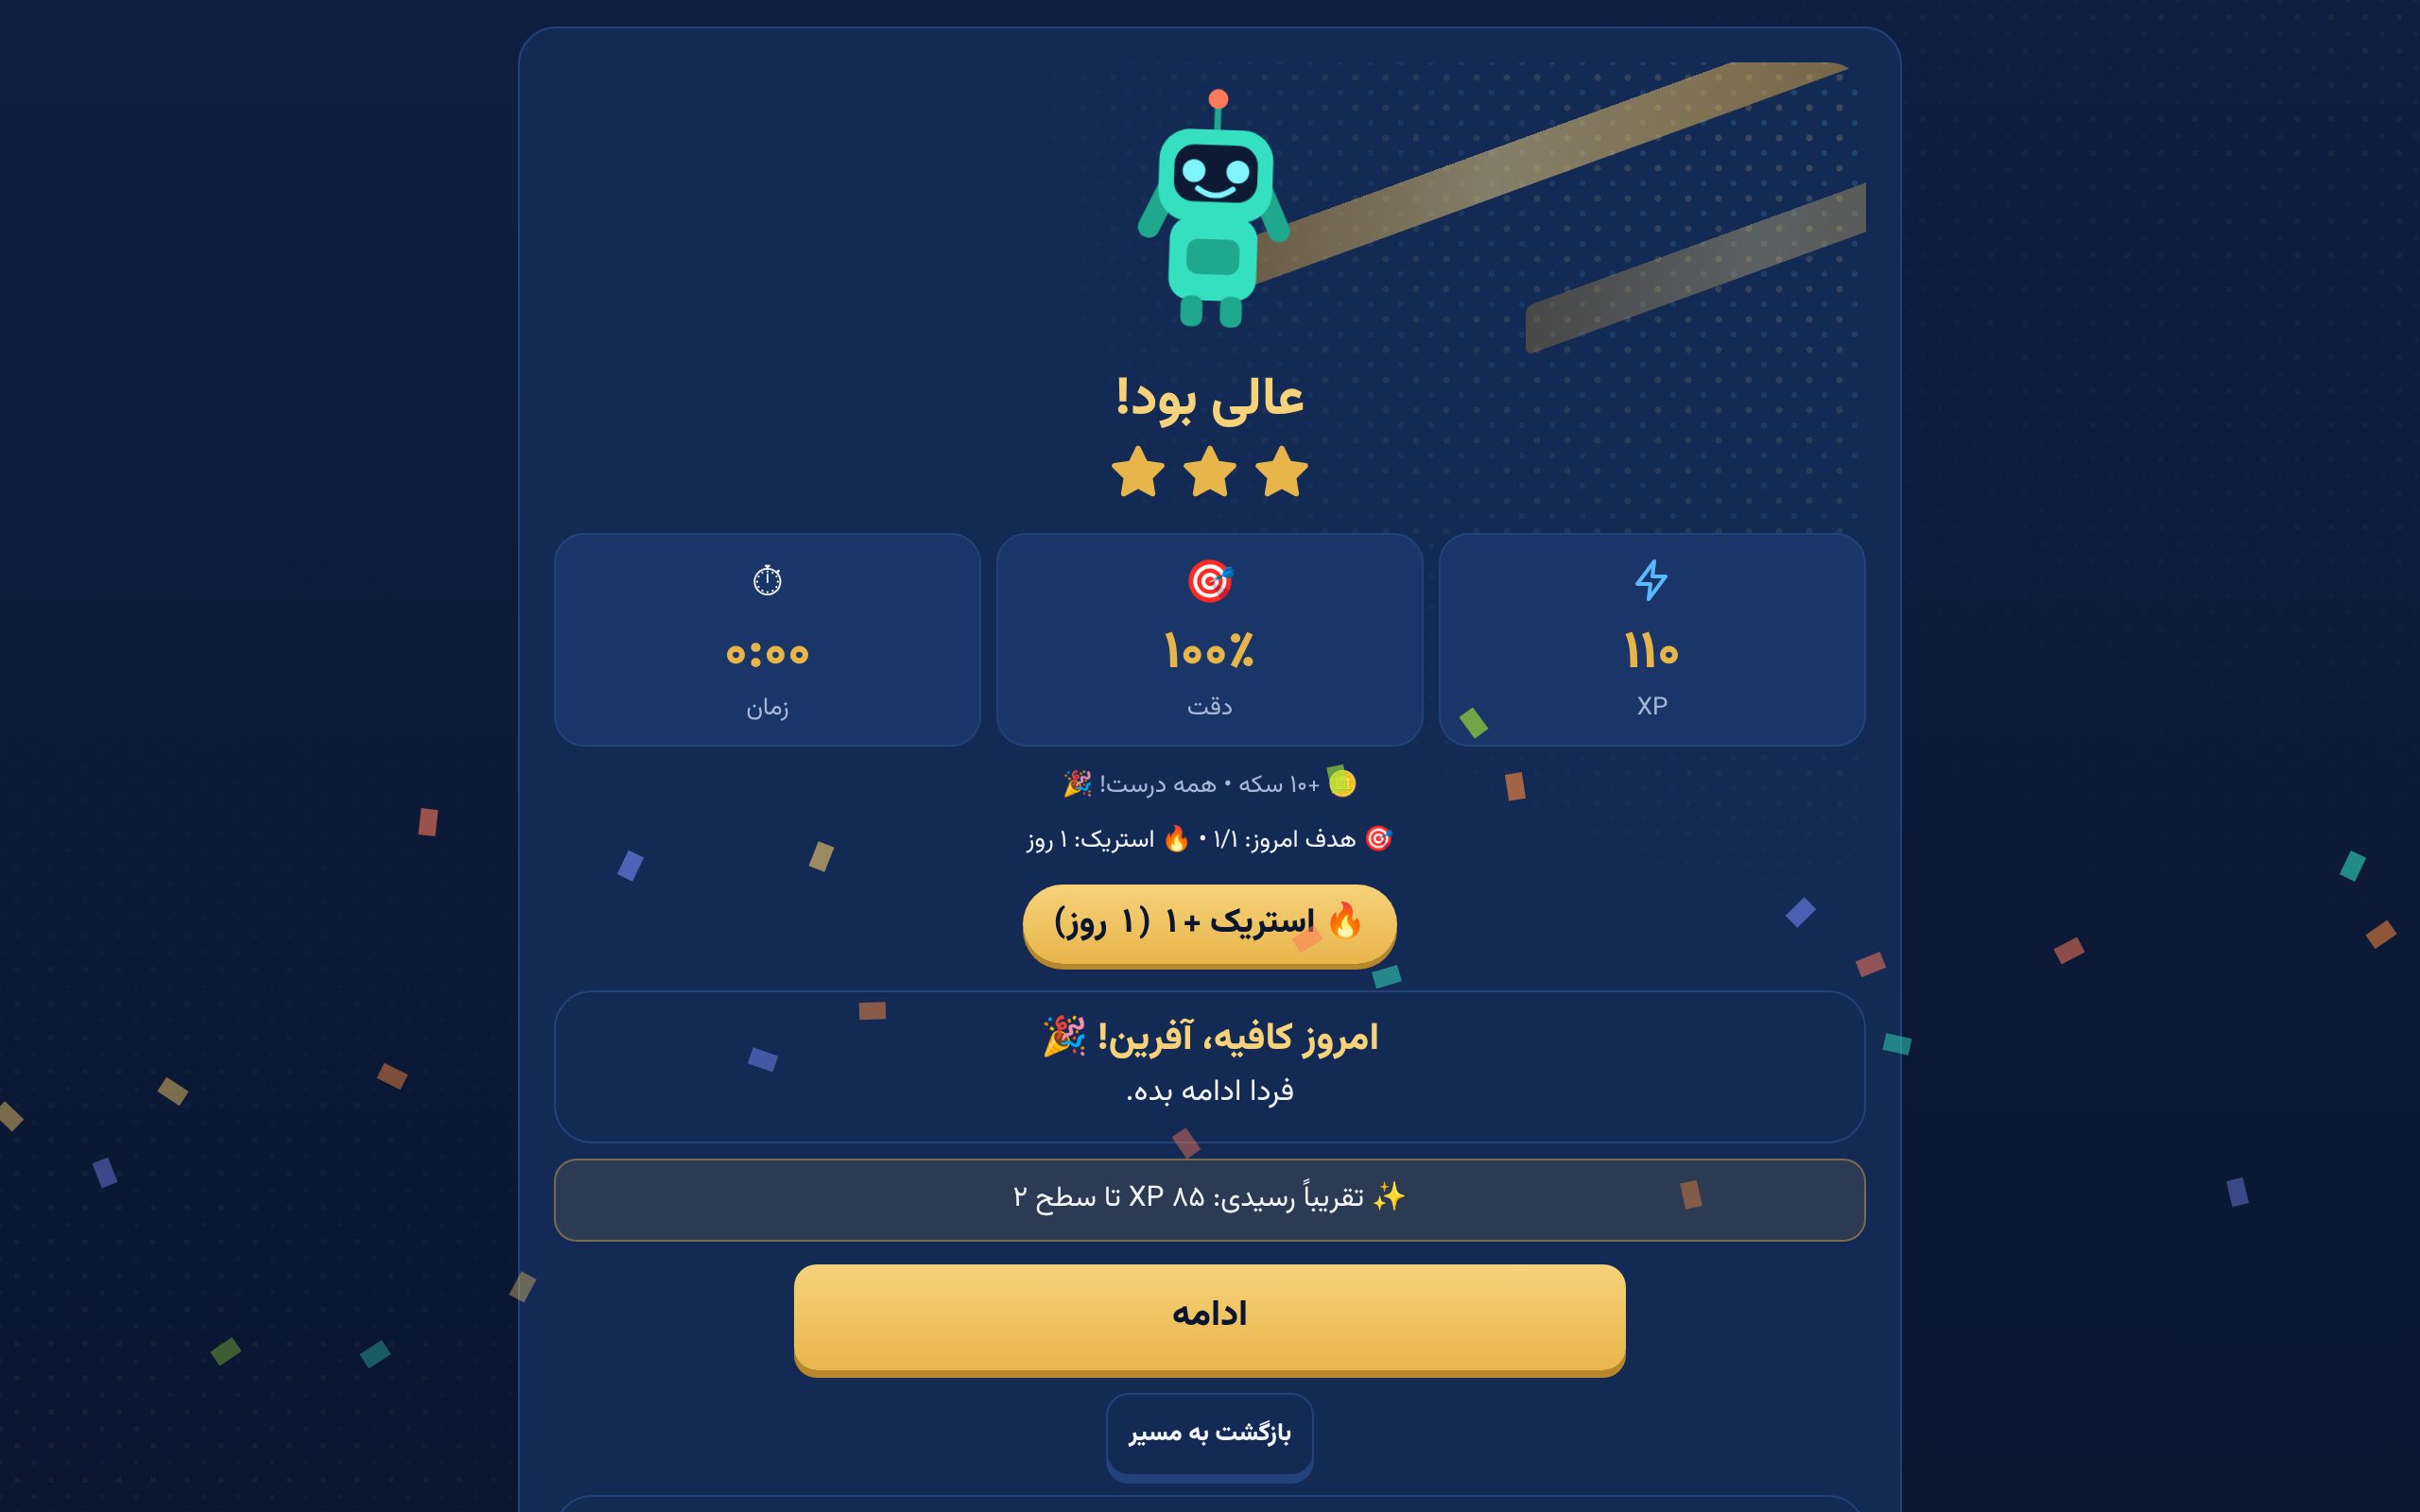 عالی بود!
۱۱۰
XP
۱۰۰٪
دقت
۰:۰۰
زمان
+۱۰ سکه • همه درست! 🎉
🎯 هدف امروز: ۱/۱ • 🔥 استریک: ۱ روز
🔥 استریک +۱ (۱ روز)
امروز کافیه، آفرین! 🎉
فردا ادامه بده.
✨ تقریباً رسیدی: ۸۵ XP تا سطح ۲
ادامه
بازگشت به مسیر